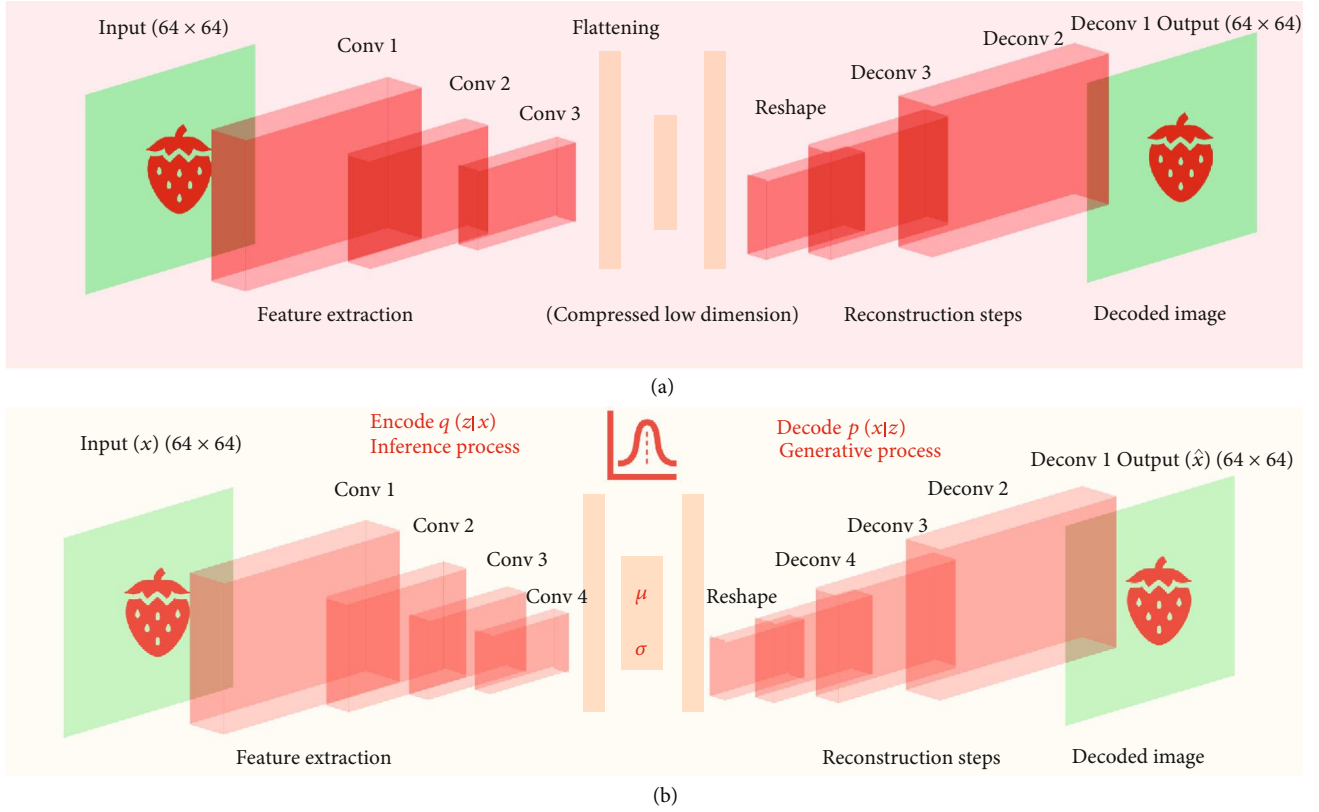 Input (64 × 64)
Conv 1
Conv 2
Conv 3
Flattening
Reshape
Deconv 3
Deconv 2
Deconv 1 Output (64 × 64)
Feature extraction
(Compressed low dimension)
Reconstruction steps
Decoded image
(a)
Input (x) (64 × 64)
Encode q (z|x)
Inference process
Decode p (x|z)
Generative process
Conv 1
Conv 2
Conv 3
Conv 4
μ
σ
Reshape
Deconv 4
Deconv 3
Deconv 2
Deconv 1 Output (x̂) (64 × 64)
Feature extraction
Reconstruction steps
Decoded image
(b)